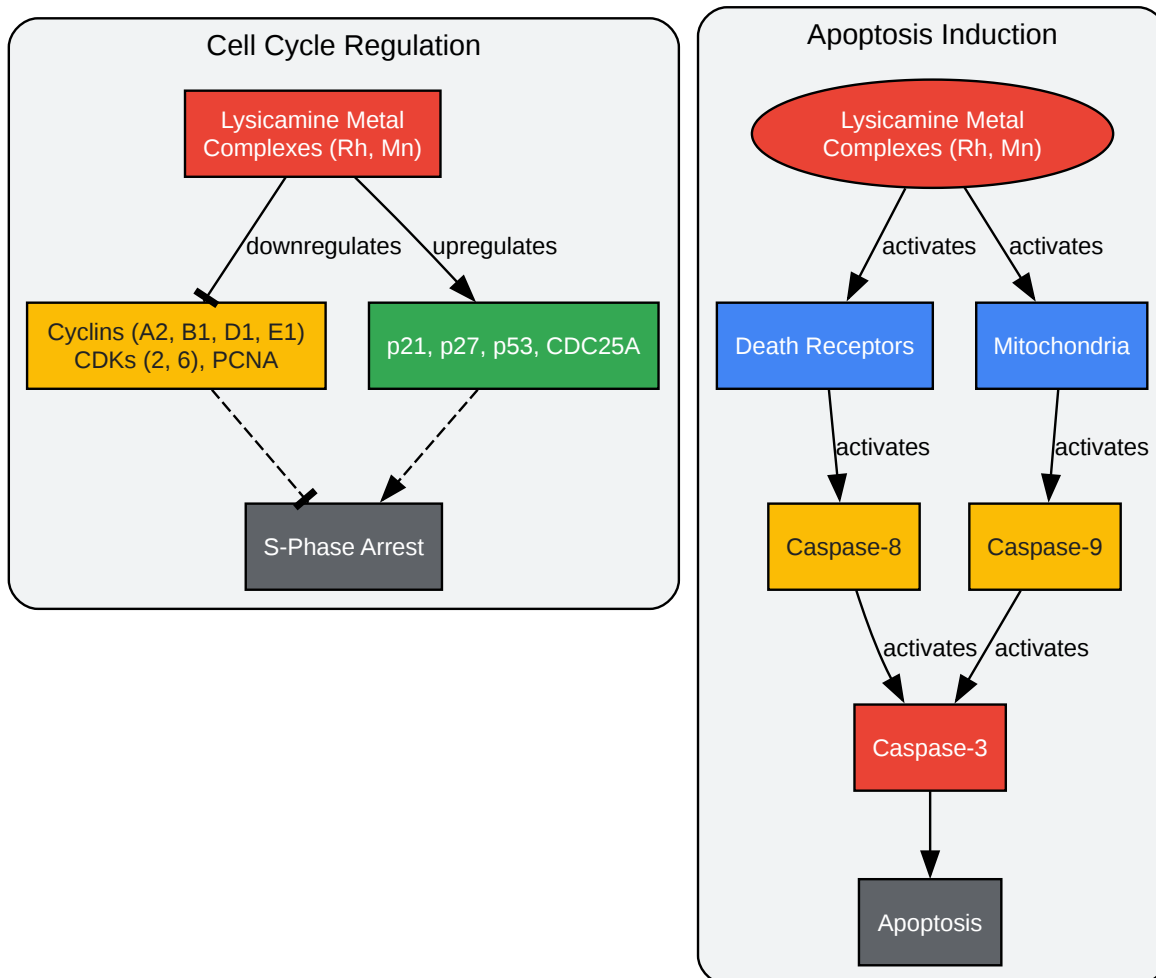 Cell Cycle Regulation
Lysicamine Metal
Complexes (Rh, Mn)
downregulates
upregulates
Cyclins (A2, B1, D1, E1)
CDKs (2, 6), PCNA
p21, p27, p53, CDC25A
S-Phase Arrest
Apoptosis Induction
Lysicamine Metal
Complexes (Rh, Mn)
activates
activates
Death Receptors
Mitochondria
activates
activates
Caspase-8
Caspase-9
activates
activates
Caspase-3
Apoptosis